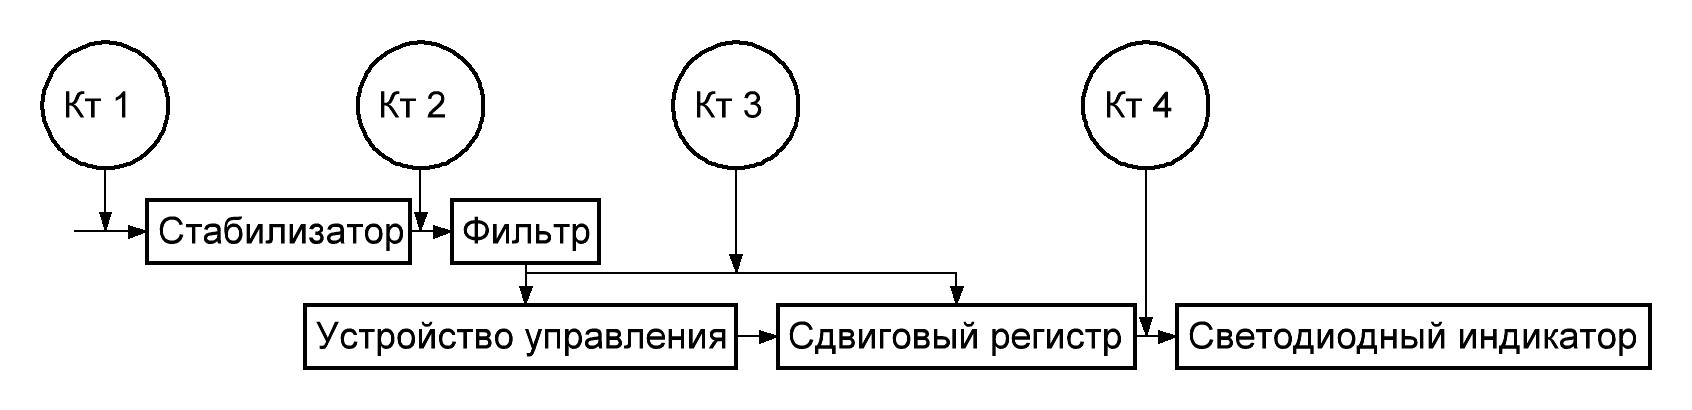 Кт 1
Кт 2
Кт 3
Кт 4
Стабилизатор
Фильтр
Устройство управления
Сдвиговый регистр
Светодиодный индикатор